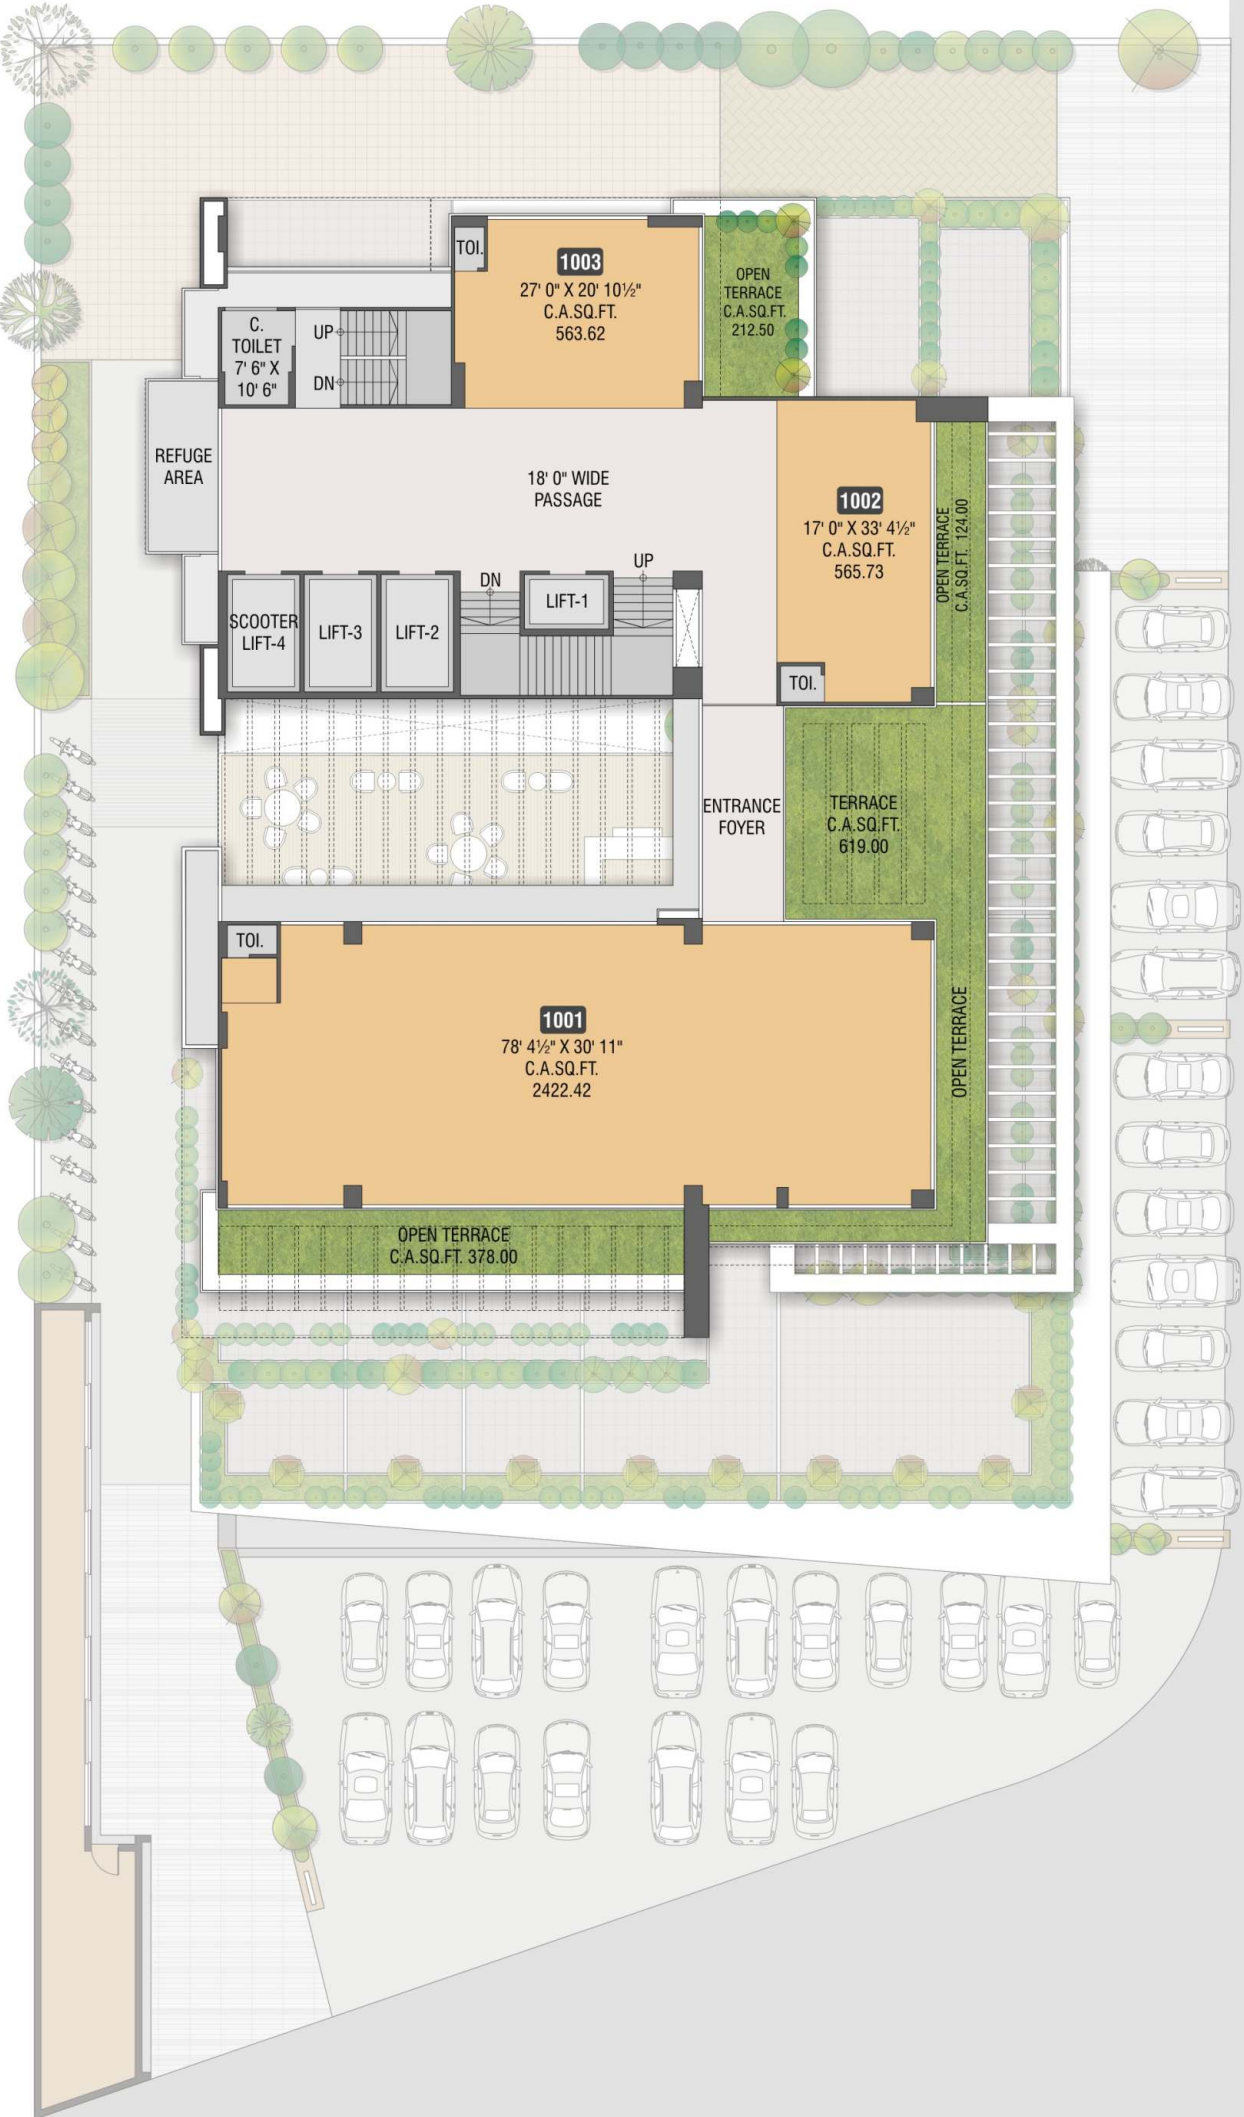 TOI.
1003
27' 0" X 20' 10½"
C.A.SQ.FT.
563.62
OPEN
TERRACE
C.A.SQ.FT.
212.50
C.
TOILET
7' 6" X
10' 6"
UP
DN
REFUGE
AREA
18' 0" WIDE
PASSAGE
1002
17' 0" X 33' 4½"
C.A.SQ.FT.
565.73
OPEN TERRACE
C.A.SQ.FT. 124.00
SCOOTER
LIFT-4
LIFT-3
LIFT-2
DN
LIFT-1
UP
TOI.
ENTRANCE
FOYER
TERRACE
C.A.SQ.FT.
619.00
TOI.
1001
78' 4½" X 30' 11"
C.A.SQ.FT.
2422.42
OPEN TERRACE
OPEN TERRACE
C.A.SQ.FT. 378.00